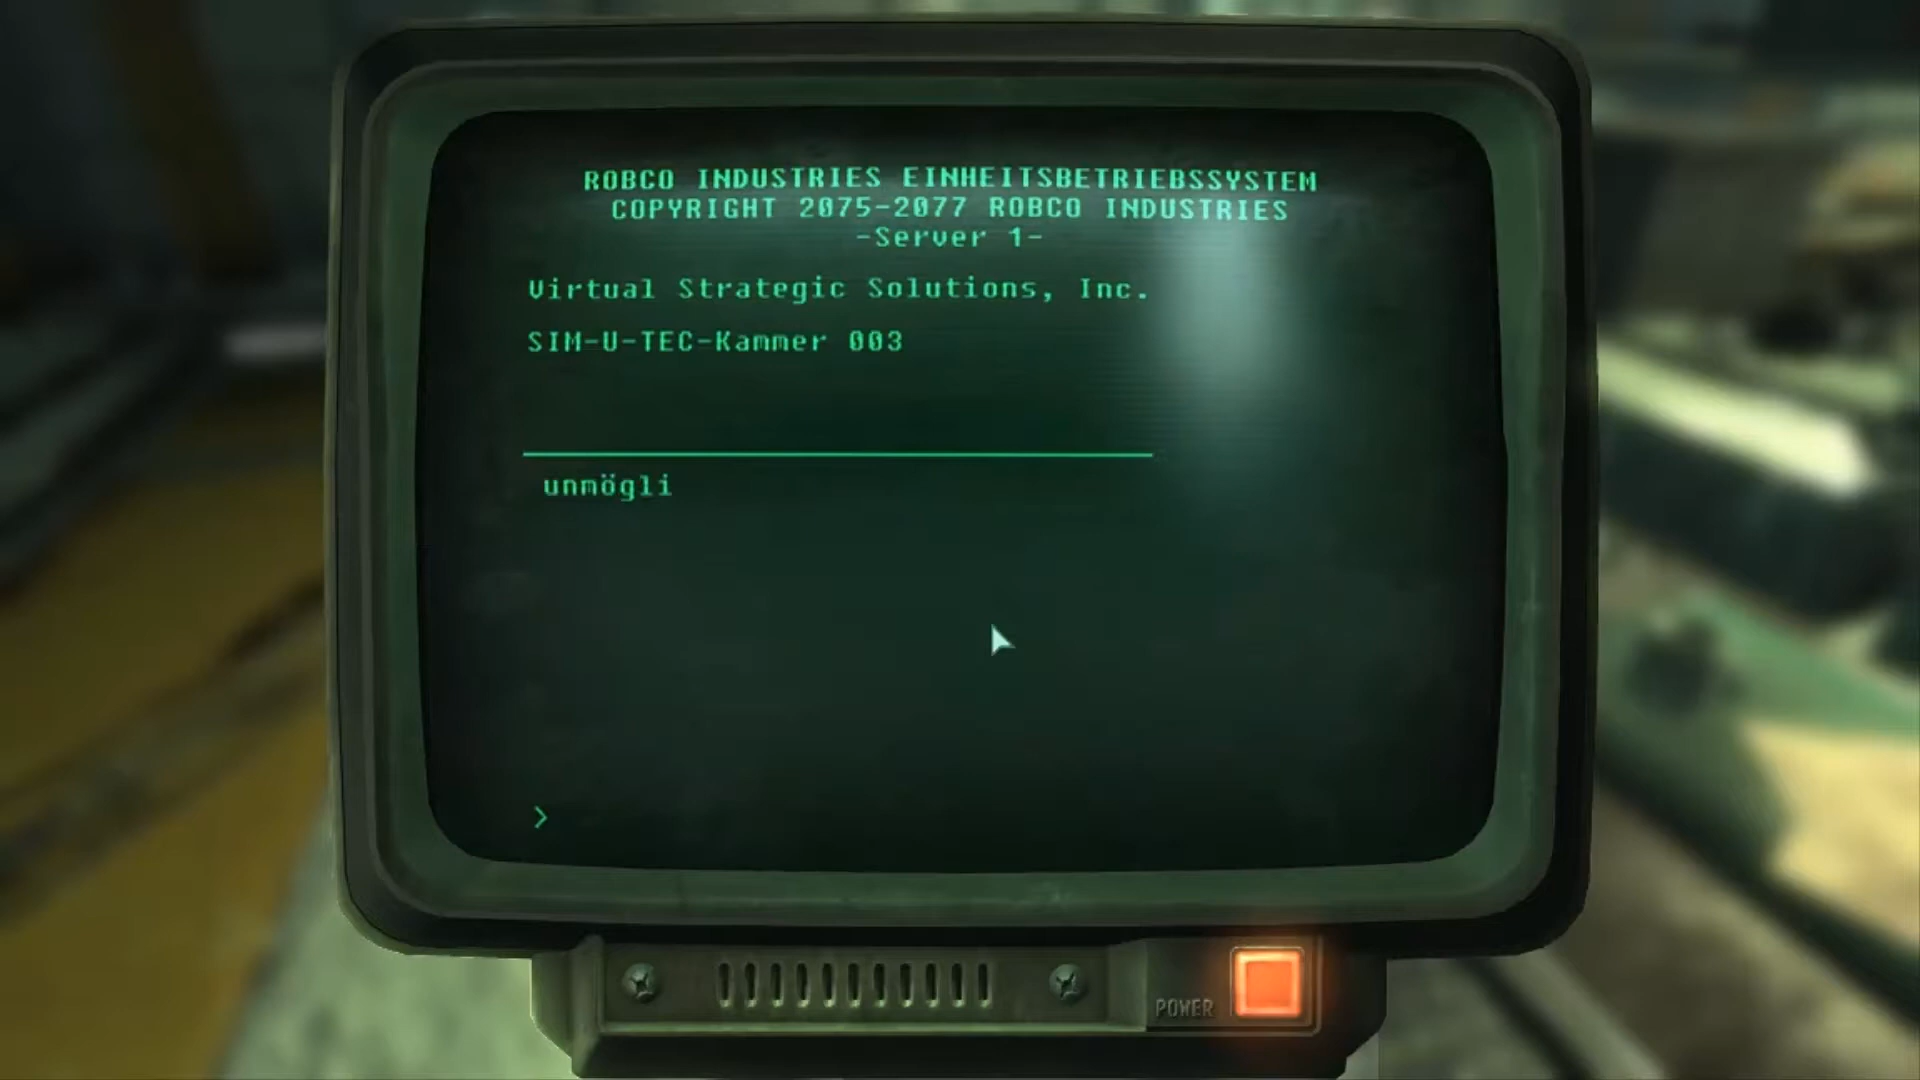 ROBCO INDUSTRIES EINHEITSBETRIEBSSYSTEM
COPYRIGHT 2075-2077 ROBCO INDUSTRIES
-Server 1-
Virtual Strategic Solutions, Inc.
SIM-U-TEC-Kammer 003
unmögli
>
POWER